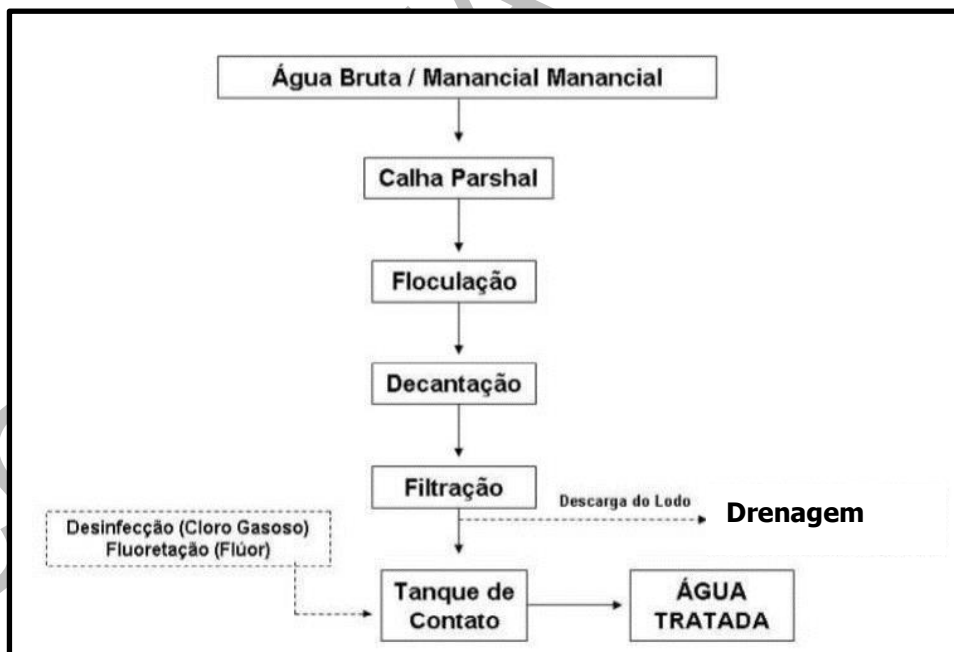 Água Bruta / Manancial Manancial
Calha Parshal
Floculação
Decantação
Filtração
Descarga do Lodo
Drenagem
Desinfecção (Cloro Gasoso)
Fluoretação (Flúor)
Tanque de
Contato
ÁGUA
TRATADA